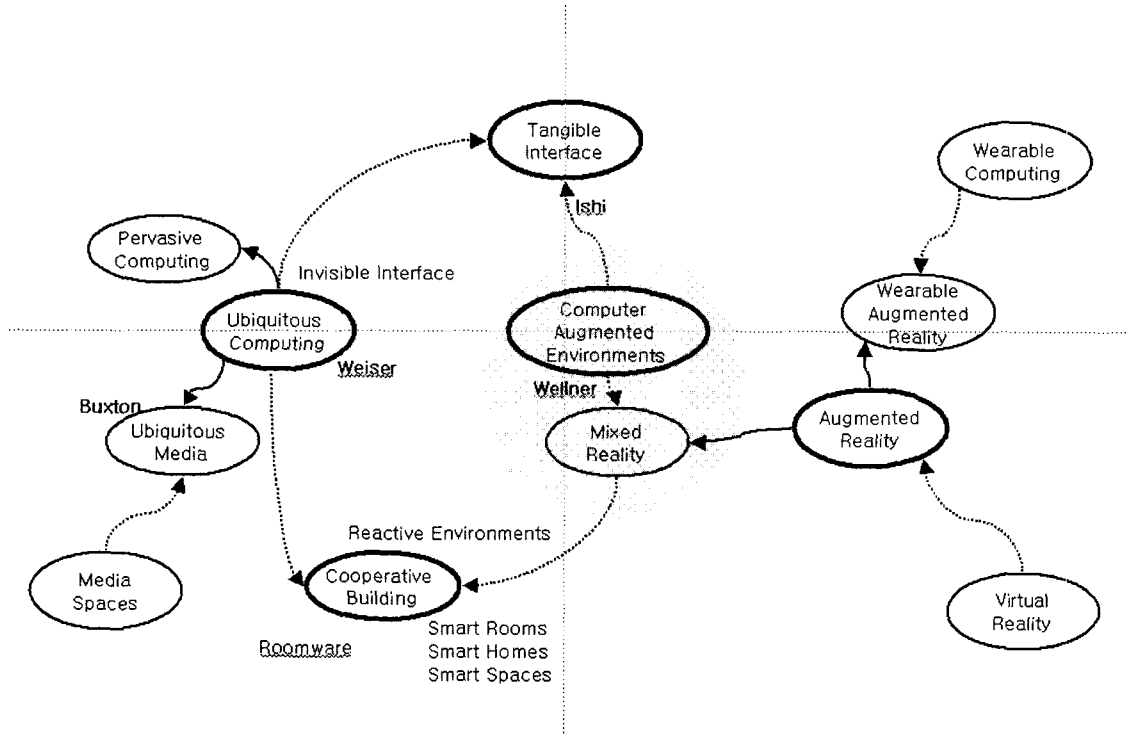 Tangible
Interface
Wearable
Computing
Ishi
Pervasive
Computing
Invisible Interface
Ubiquitous
Computing
Weiser
Computer
Augmented
Environments
Wellner
Wearable
Augmented
Reality
Buxton
Ubiquitous
Media
Mixed
Reality
Augmented
Reality
Reactive Environments
Media
Spaces
Cooperative
Building
Virtual
Reality
Roomware
Smart Rooms
Smart Homes
Smart Spaces